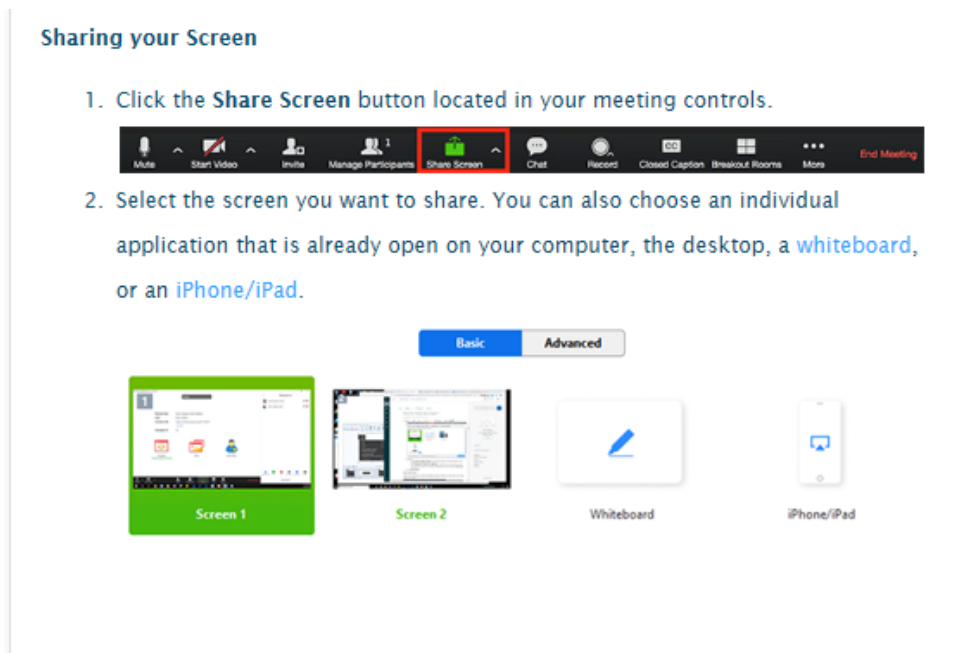 Sharing your Screen
1. Click the Share Screen button located in your meeting controls.
Mute Start Video Invite Manage Participants 1 Share Screen Chat Record Closed Caption Breakout Rooms More End Meeting
CC
2. Select the screen you want to share. You can also choose an individual
application that is already open on your computer, the desktop, a whiteboard,
or an iPhone/iPad.
Basic Advanced
1
Screen 1 Screen 2 Whiteboard iPhone/iPad